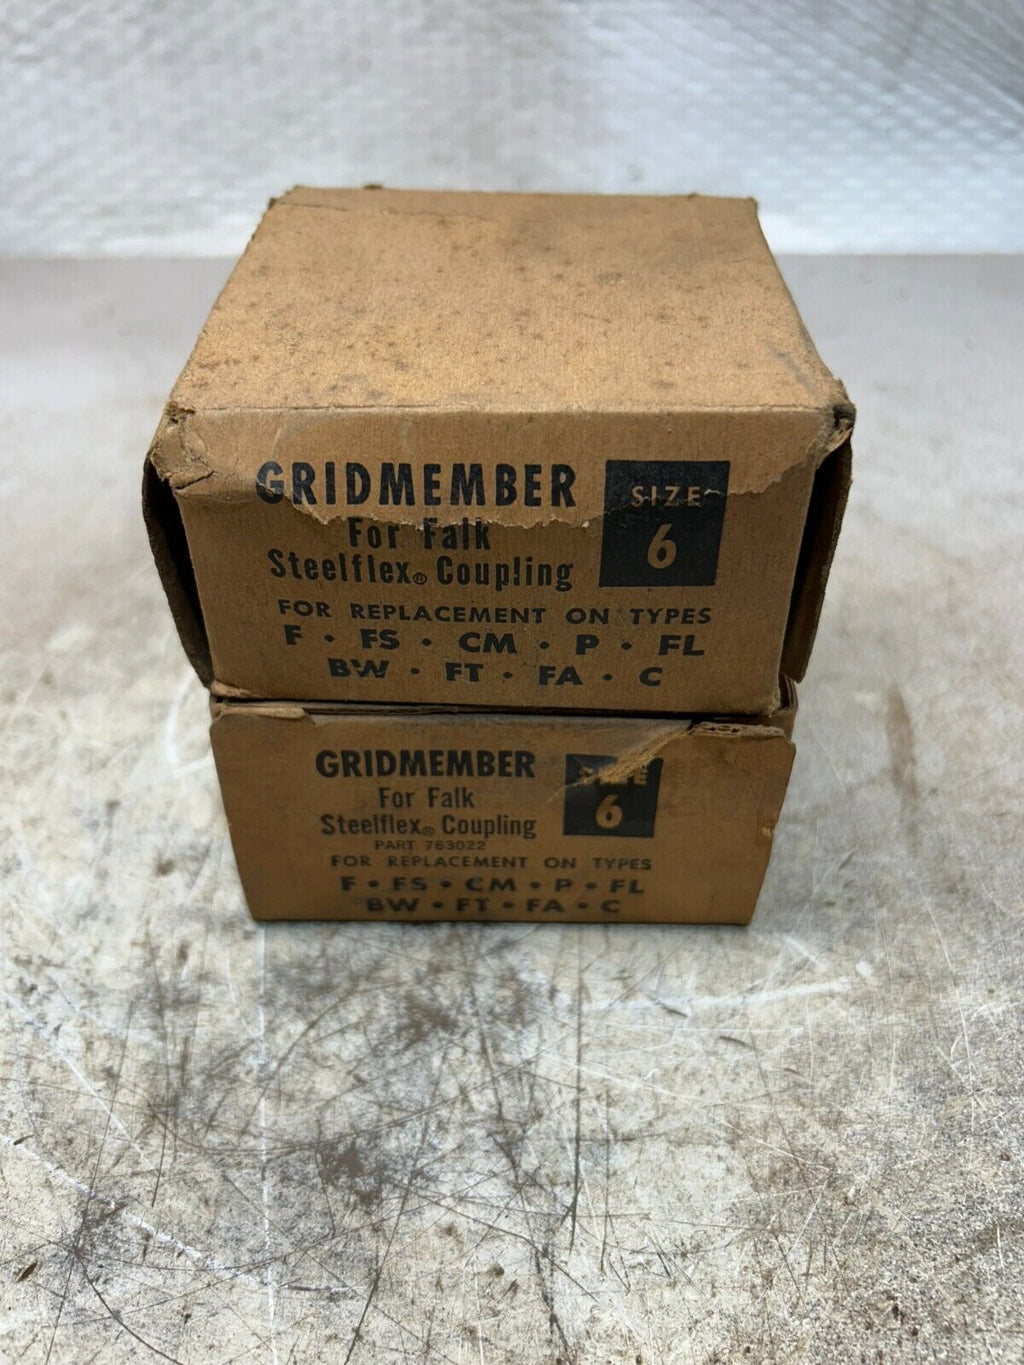 GRIDMEMBER
SIZE
6
For Falk
Steelflex® Coupling
FOR REPLACEMENT ON TYPES
F · FS · CM · P · FL
BW · FT · FA · C
GRIDMEMBER
SIZE
6
For Falk
Steelflex® Coupling
PART 763022
FOR REPLACEMENT ON TYPES
F · FS · CM · P · FL
BW · FT · FA · C